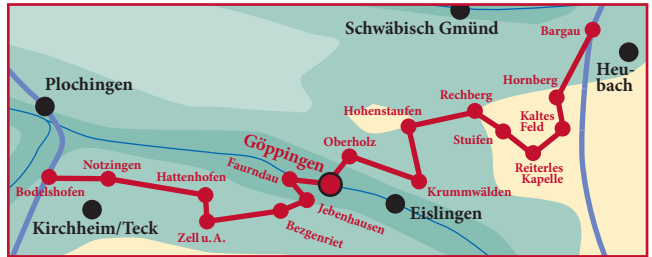 Schwäbisch Gmünd
Bargau
Heu-
bach
Plochingen
Hornberg
Rechberg
Hohenstaufen
Kaltes
Feld
Stuifen
Göppingen
Oberholz
Reiterles
Kapelle
Notzingen
Faurndau
Hattenhofen
Bodelshofen
Krummwälden
Jebenhausen
Eislingen
Kirchheim/Teck
Zell u. A.
Bezgenriet